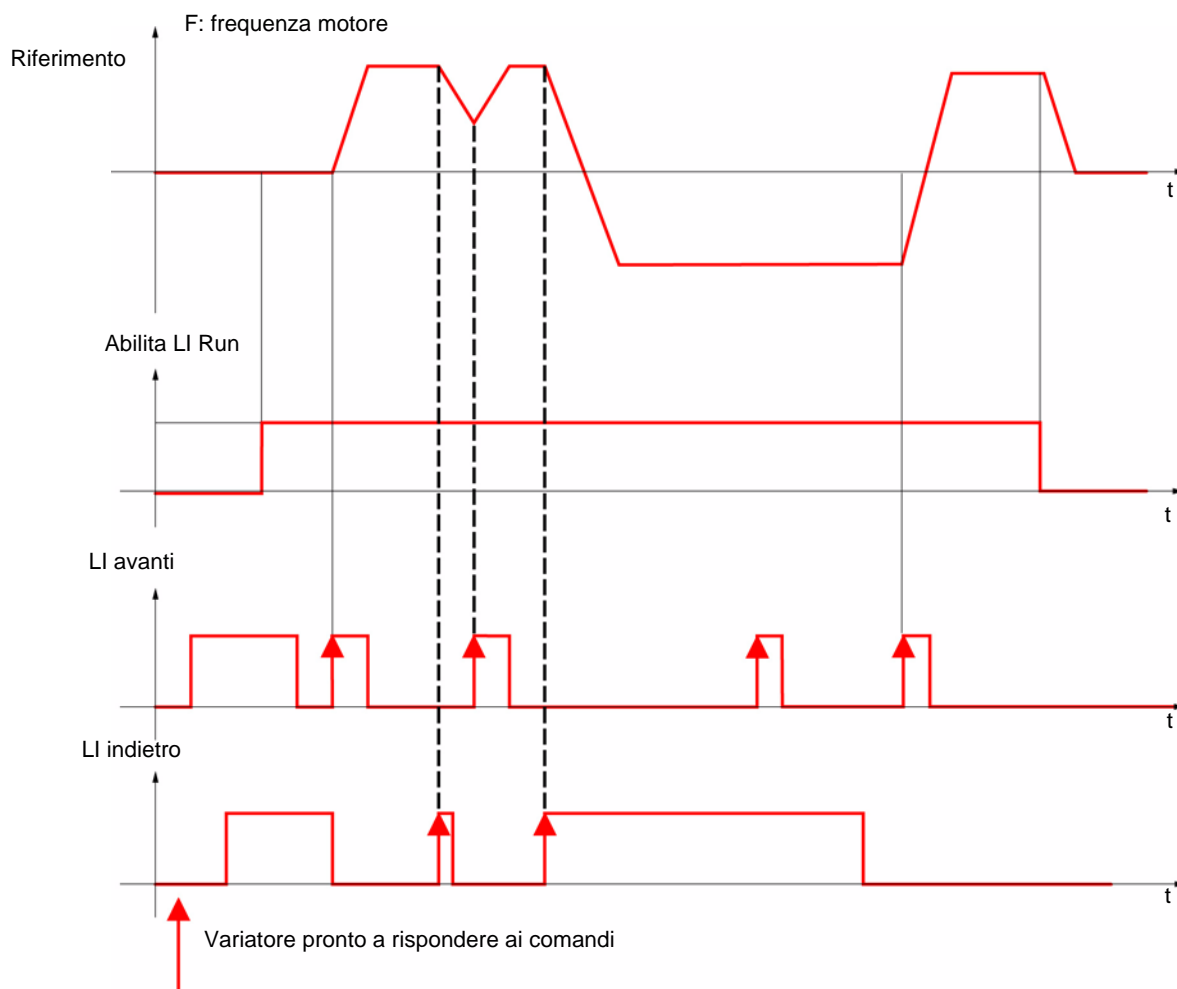 F: frequenza motore
Riferimento
t
Abilita LI Run
t
LI avanti
t
LI indietro
t
Variatore pronto a rispondere ai comandi